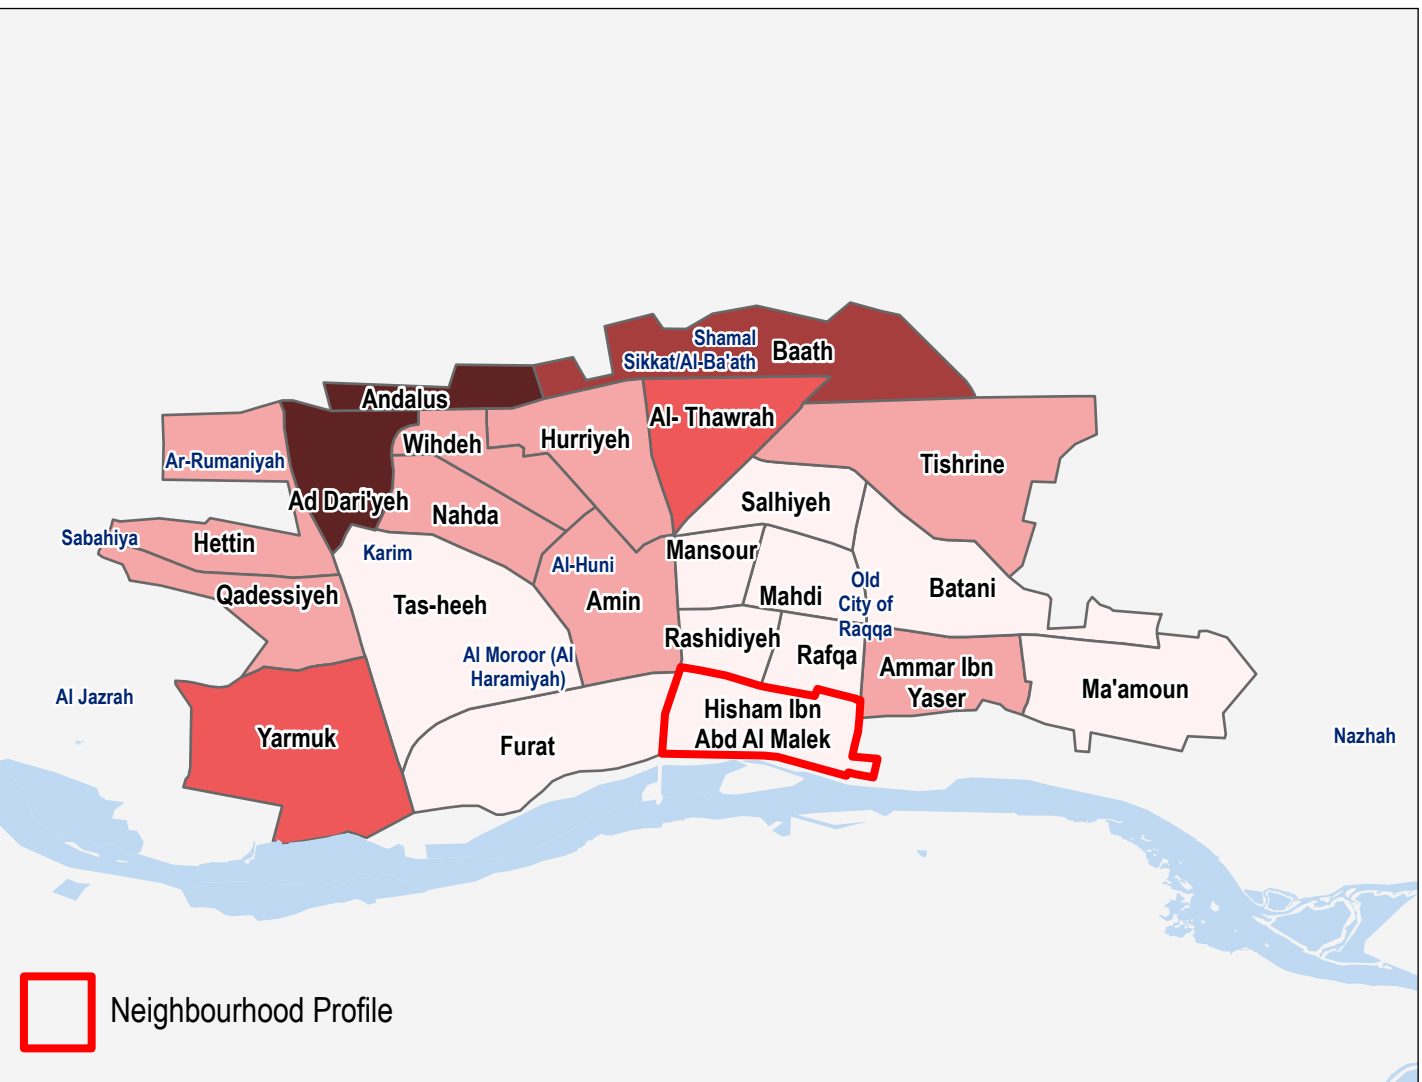 Shamal
Sikkat/Al-Ba'ath
Baath
Andalus
Al- Thawrah
Wihdeh
Hurriyeh
Ar-Rumaniyah
Tishrine
Ad Dari'yeh
Nahda
Salhiyeh
Sabahiya
Hettin
Karim
Al-Huni
Mansour
Qadessiyeh
Tas-heeh
Amin
Mahdi
Old
City of
Raqqa
Batani
Rashidiyeh
Rafqa
Al Moroor (Al
Haramiyah)
Ammar Ibn
Yaser
Ma'amoun
Al Jazrah
Yarmuk
Furat
Hisham Ibn
Abd Al Malek
Nazhah
Neighbourhood Profile